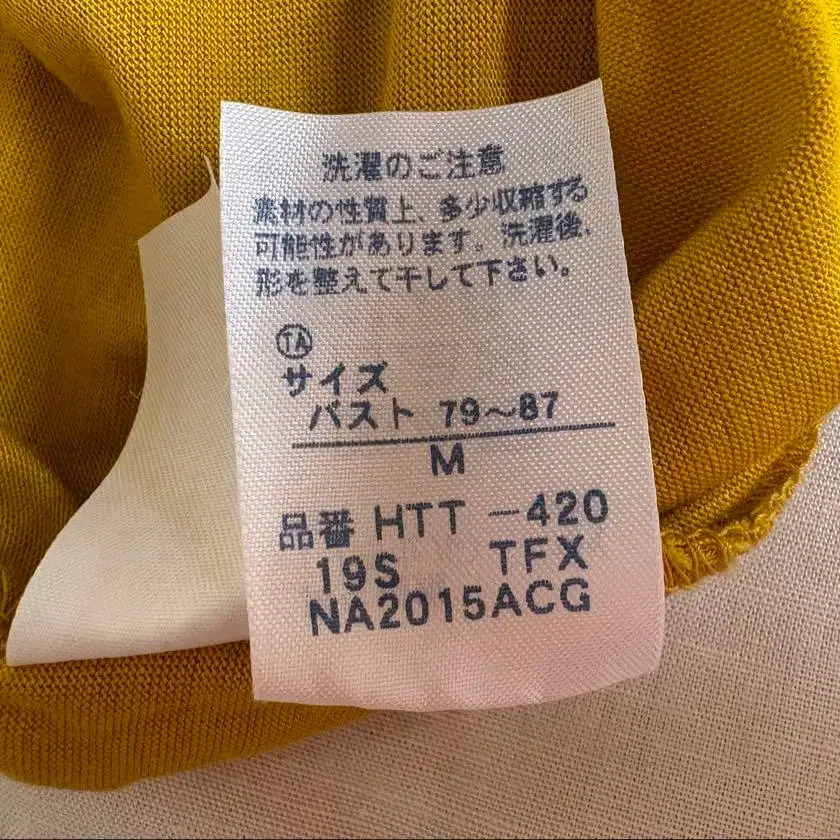 洗濯のご注意
素材の性質上、多少収縮する
可能性があります。洗濯後、
形を整えて干して下さい。
TA
サイズ
バスト 79～87
M
品番 HTT -420
19S TFX
NA2015ACG